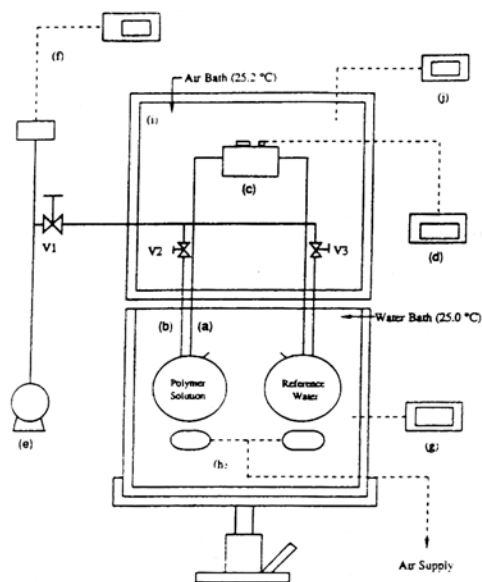 (f)
Air Bath (25.2 °C)
(j)
(i)
(c)
V1
V2
V3
(d)
(b)
(a)
Water Bath (25.0 °C)
Polymer
Solution
Reference
Water
(e)
(g)
(h)
Air Supply